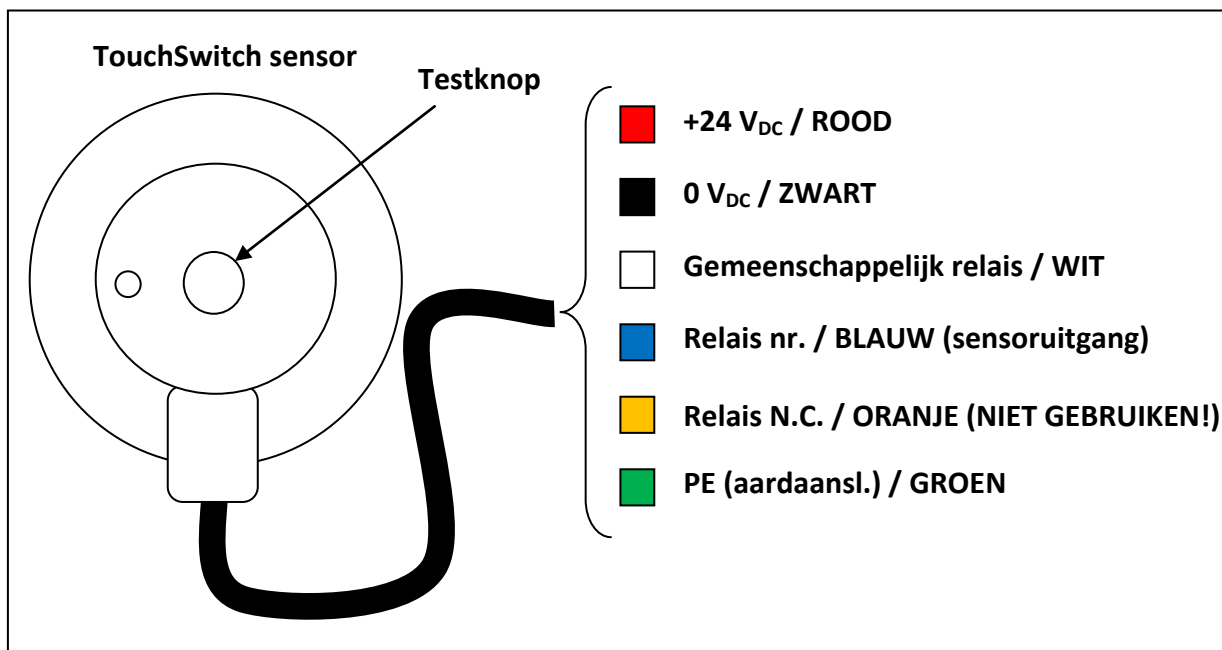 TouchSwitch sensor
Testknop
+24 VDC / ROOD
0 VDC / ZWART
Gemeenschappelijk relais / WIT
Relais nr. / BLAUW (sensoruitgang)
Relais N.C. / ORANJE (NIET GEBRUIKEN!)
PE (aardaansl.) / GROEN